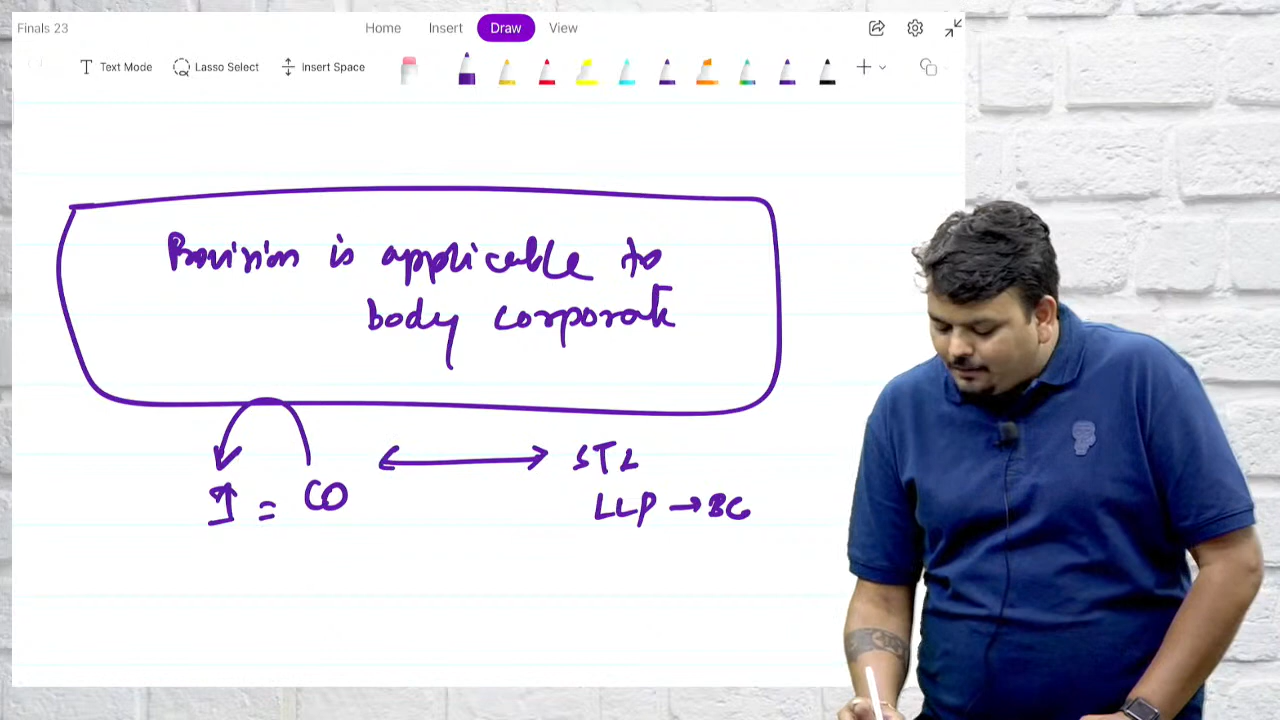 Finals 23
Home Insert Draw View
Text Mode Lasso Select Insert Space
Provision is applicable to
body corporate
I = CO STL
LLP → BC